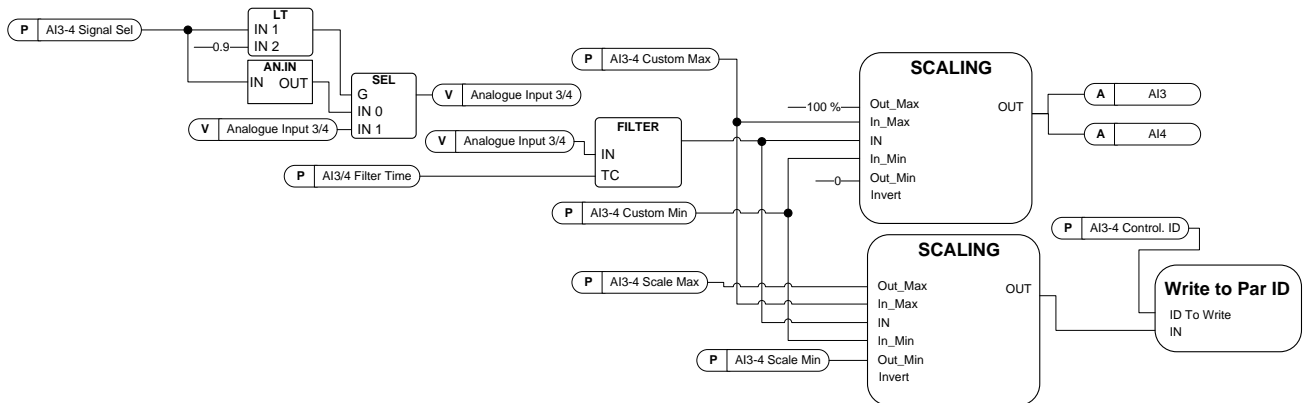 P AI3-4 Signal Sel
LT
IN 1
0.9 IN 2
AN.IN
IN OUT
SEL
G
IN 0
IN 1
V Analogue Input 3/4
V Analogue Input 3/4
V Analogue Input 3/4
P AI3/4 Filter Time
FILTER
IN
TC
P AI3-4 Custom Max
P AI3-4 Custom Min
SCALING
100 % Out_Max OUT
In_Max
IN
In_Min
0 Out_Min
Invert
A AI3
A AI4
P AI3-4 Scale Max
P AI3-4 Scale Min
SCALING
Out_Max OUT
In_Max
IN
In_Min
Out_Min
Invert
P AI3-4 Control. ID
Write to Par ID
ID To Write
IN